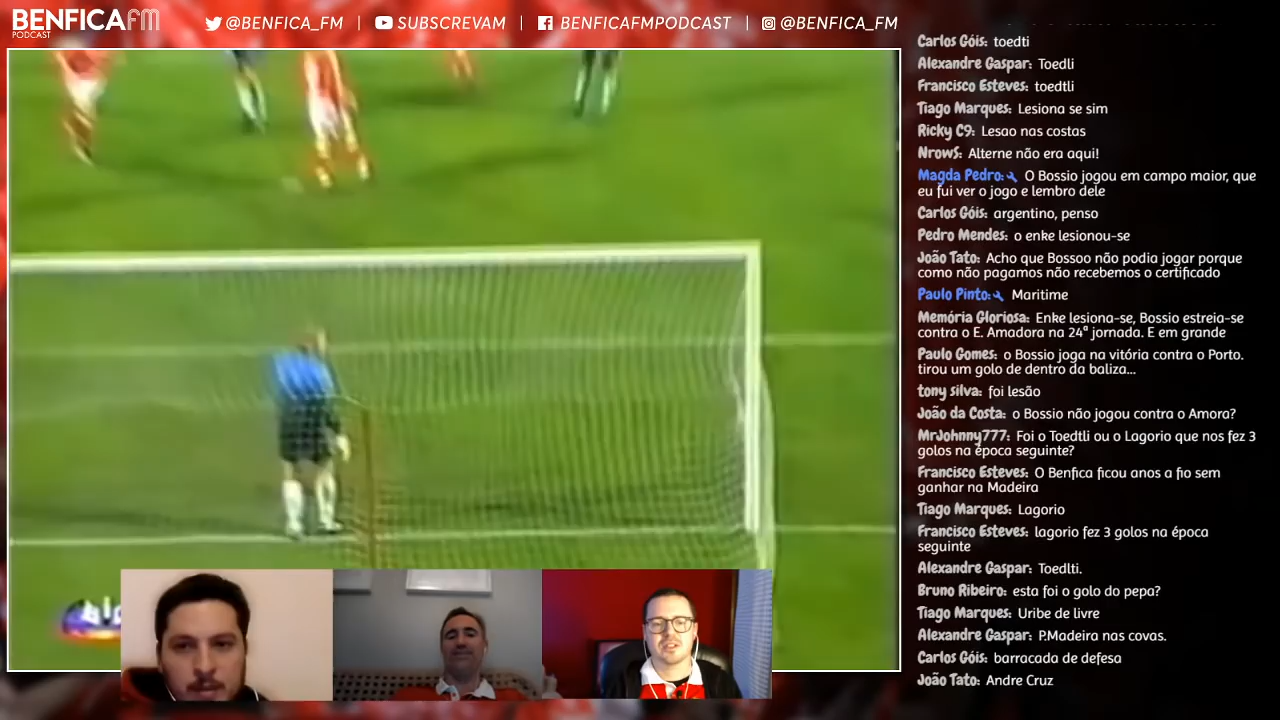 BENFICA FM
PODCAST
@BENFICA_FM | SUBSCREVAM | BENFICAFMPODCAST | @BENFICA_FM
Carlos Góis: toedti
Alexandre Gaspar: Toedli
Francisco Esteves: toedtli
Tiago Marques: Lesiona se sim
Ricky C9: Lesao nas costas
NrowS: Alterne não era aqui!
Magda Pedro: O Bossio jogou em campo maior, que
eu fui ver o jogo e lembro dele
Carlos Góis: argentino, penso
Pedro Mendes: o enke lesionou-se
João Tato: Acho que Bossoo não podia jogar porque
como não pagamos não recebemos o certificado
Paulo Pinto: Maritime
Memória Gloriosa: Enke lesiona-se, Bossio estreia-se
contra o E. Amadora na 24ª jornada. E em grande
Paulo Gomes: o Bossio joga na vitória contra o Porto.
tirou um golo de dentro da baliza...
tony silva: foi lesão
João da Costa: o Bossio não jogou contra o Amora?
MrJohnny777: Foi o Toedtli ou o Lagorio que nos fez 3
golos na época seguinte?
Francisco Esteves: O Benfica ficou anos a fio sem
ganhar na Madeira
Tiago Marques: Lagorio
Francisco Esteves: lagorio fez 3 golos na época
seguinte
Alexandre Gaspar: Toedlti.
Bruno Ribeiro: esta foi o golo do pepa?
Tiago Marques: Uribe de livre
Alexandre Gaspar: P.Madeira nas covas.
Carlos Góis: barracada de defesa
João Tato: Andre Cruz